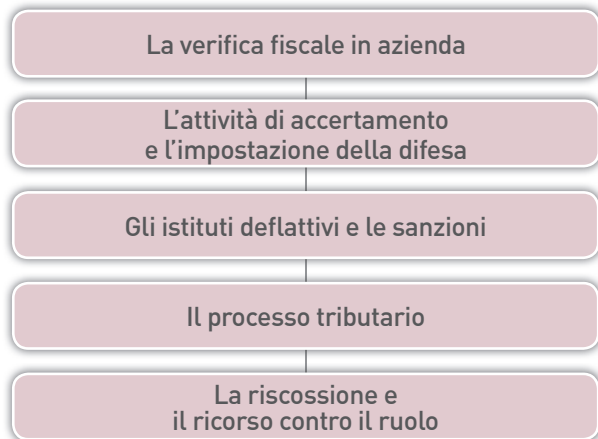 La verifica fiscale in azienda
L'attività di accertamento
e l'impostazione della difesa
Gli istituti deflattivi e le sanzioni
Il processo tributario
La riscossione e
il ricorso contro il ruolo